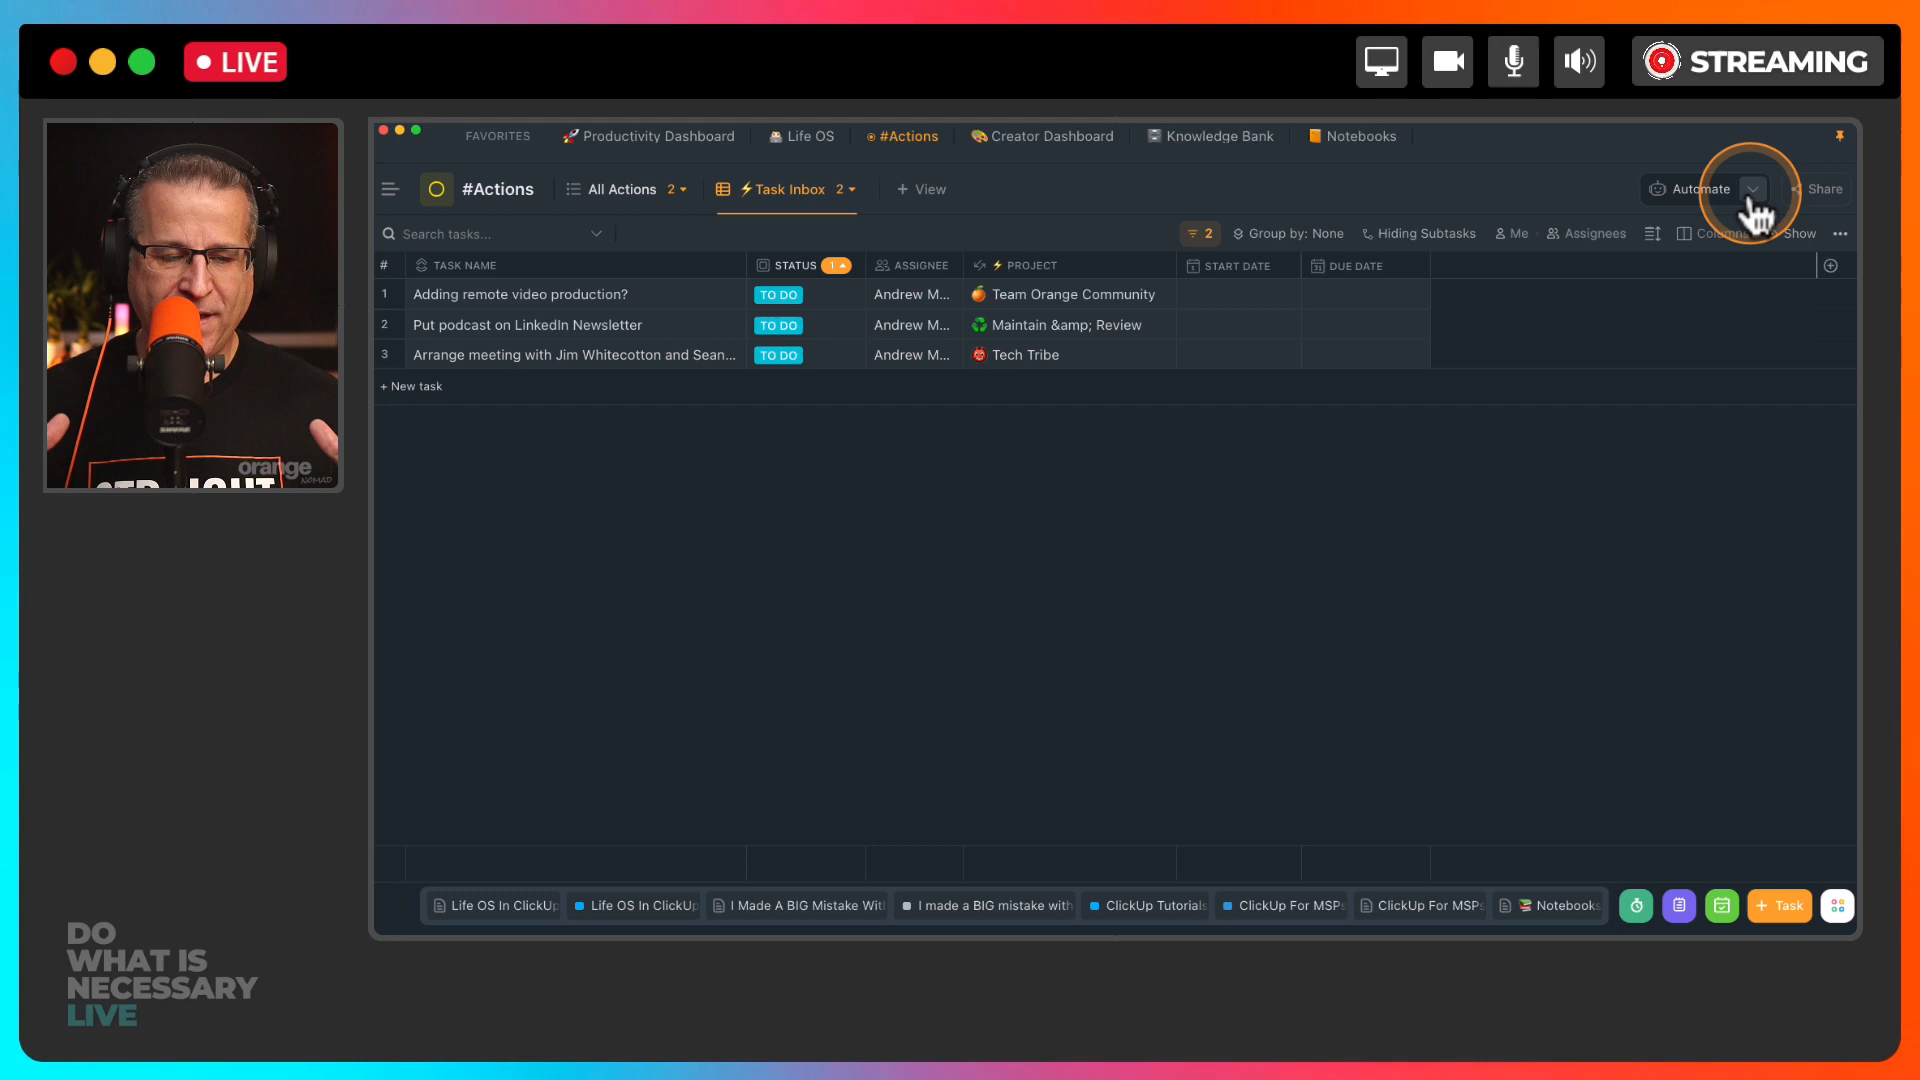 LIVE
STREAMING
FAVORITES Productivity Dashboard Life OS #Actions Creator Dashboard Knowledge Bank Notebooks
#Actions All Actions 2 Task Inbox 2 + View Automate Share
Search tasks... 2 Group by: None Hiding Subtasks Me Assignees Columns Show
# TASK NAME STATUS 1 ASSIGNEE PROJECT START DATE DUE DATE
1 Adding remote video production? TO DO Andrew M... Team Orange Community
2 Put podcast on LinkedIn Newsletter TO DO Andrew M... Maintain &amp; Review
3 Arrange meeting with Jim Whitecotton and Sean... TO DO Andrew M... Tech Tribe
+ New task
orange
NOMAD
SHURE
Life OS In ClickUp Life OS In ClickUp I Made A BIG Mistake Wit I made a BIG mistake with ClickUp Tutorials ClickUp For MSPs ClickUp For MSPs Notebooks + Task
DO
WHAT IS
NECESSARY
LIVE